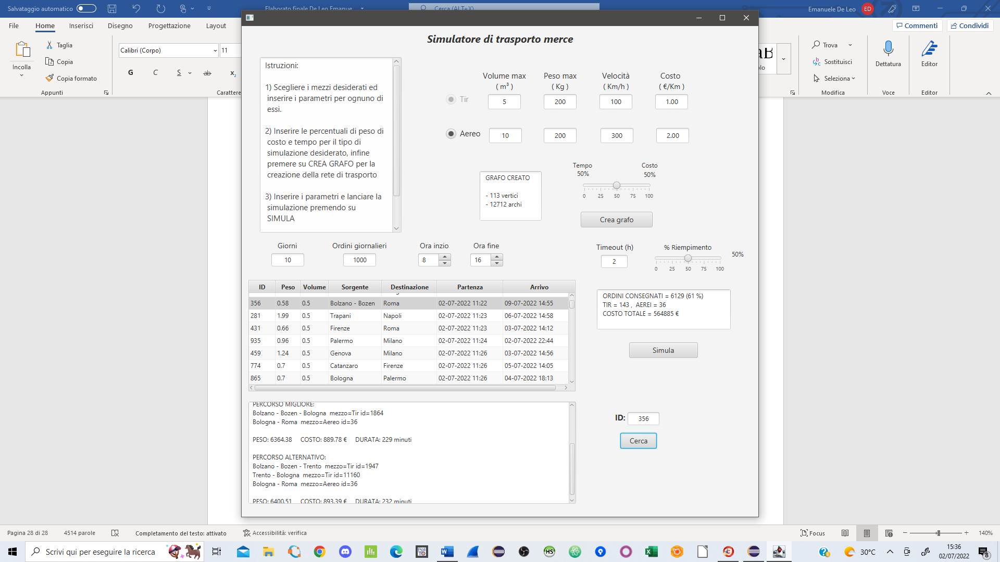 Salvataggio automatico
Elaborato finale De Leo Emanue...
Cerca (ALT+X)
Emanuele De Leo
ED
File
Home
Inserisci
Disegno
Progettazione
Layout
Commenti
Condividi
Incolla
Taglia
Copia
Copia formato
Appunti
Calibri (Corpo)
11
G C S ab x₂
Carattere
aB
olo
Trova
Sostituisci
Seleziona
Modifica
Dettatura
Voce
Editor
Editor
Simulatore di trasporto merce
Istruzioni:
1) Scegliere i mezzi desiderati ed
inserire i parametri per ognuno di
essi.
2) Inserire le percentuali di peso di
costo e tempo per il tipo di
simulazione desiderato, infine
premere su CREA GRAFO per la
creazione della rete di trasporto
3) Inserire i parametri e lanciare la
simulazione premendo su
SIMULA
Volume max Peso max Velocità Costo
( m³ ) ( Kg ) ( Km/h ) ( €/Km )
Tir 5 200 100 1.00
Aereo 10 200 300 2.00
GRAFO CREATO
- 113 vertici
- 12712 archi
Tempo Costo
50% 50%
0 25 50 75 100
Crea grafo
Giorni Ordini giornalieri Ora inzio Ora fine
10 1000 8 16
Timeout (h) % Riempimento
2 50%
0 25 50 75 100
ID Peso Volume Sorgente Destinazione Partenza Arrivo
356 0.58 0.5 Bolzano - Bozen Roma 02-07-2022 11:22 09-07-2022 14:55
281 1.99 0.5 Trapani Napoli 02-07-2022 11:23 06-07-2022 14:58
431 0.66 0.5 Firenze Roma 02-07-2022 11:23 03-07-2022 14:12
935 0.96 0.5 Palermo Milano 02-07-2022 11:24 02-07-2022 22:44
459 1.24 0.5 Genova Milano 02-07-2022 11:26 03-07-2022 14:56
774 0.7 0.5 Catanzaro Firenze 02-07-2022 11:26 05-07-2022 14:05
865 0.7 0.5 Bologna Palermo 02-07-2022 11:26 04-07-2022 18:13
ORDINI CONSEGNATI = 6129 (61 %)
TIR = 143 , AEREI = 36
COSTO TOTALE = 564885 €
Simula
PERCORSO MIGLIORE:
Bolzano - Bozen - Bologna mezzo=Tir id=1864
Bologna - Roma mezzo=Aereo id=36
PESO: 6364.38 COSTO: 889.78 € DURATA: 229 minuti
PERCORSO ALTERNATIVO:
Bolzano - Bozen - Trento mezzo=Tir id=1947
Trento - Bologna mezzo=Tir id=11160
Bologna - Roma mezzo=Aereo id=36
PESO: 6400.51 COSTO: 893.39 € DURATA: 232 minuti
ID: 356
Cerca
Pagina 28 di 28
4514 parole
Completamento del testo: attivato
Accessibilità: verifica
Focus
140%
Scrivi qui per eseguire la ricerca
Poli
TO
HS
30°C
15:36
02/07/2022
8